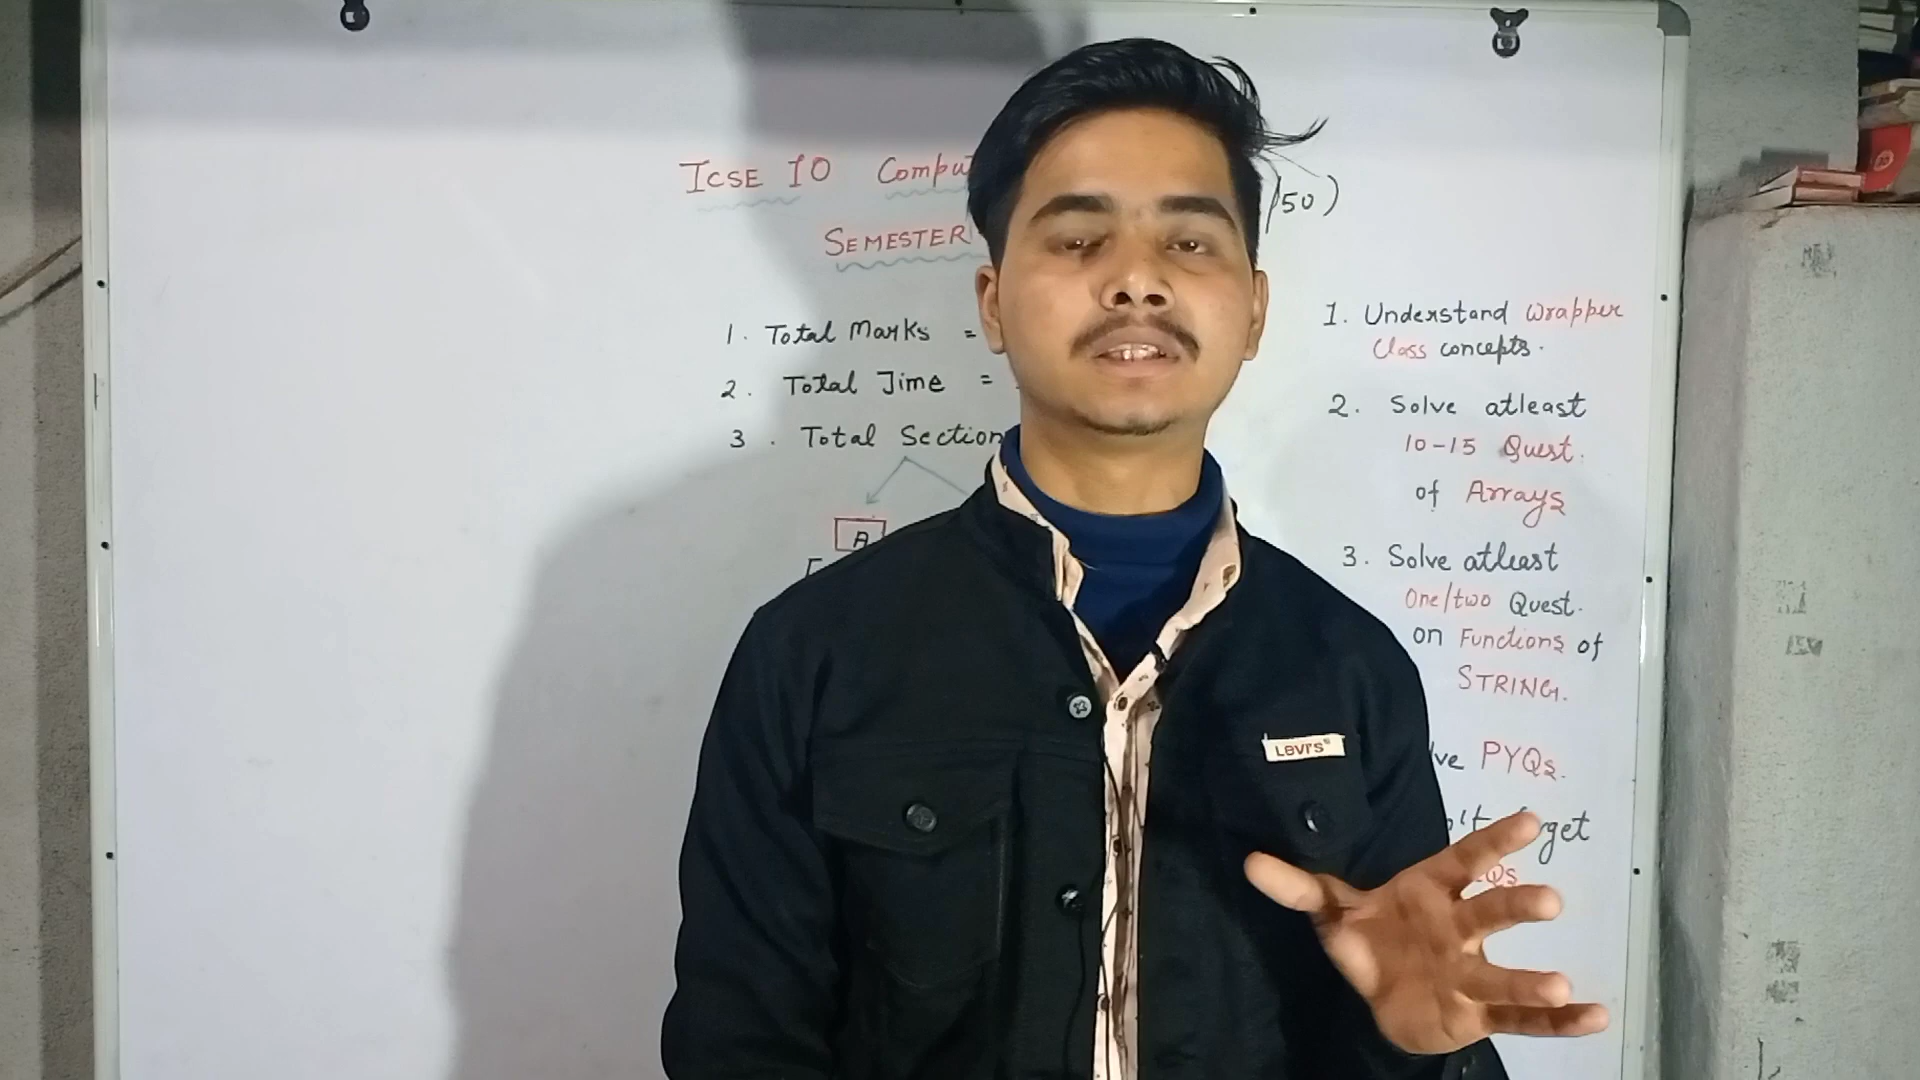 ICSE 10 Compu
/50)
SEMESTER
1. Total Marks =
2. Total Time =
3. Total Section
A
1. Understand Wrapper
Class concepts.
2. Solve atleast
10-15 Quest.
of Arrays
3. Solve atleast
One/two Quest.
on Functions of
STRING.
lve PYQs.
n't get
Qs
Levi's